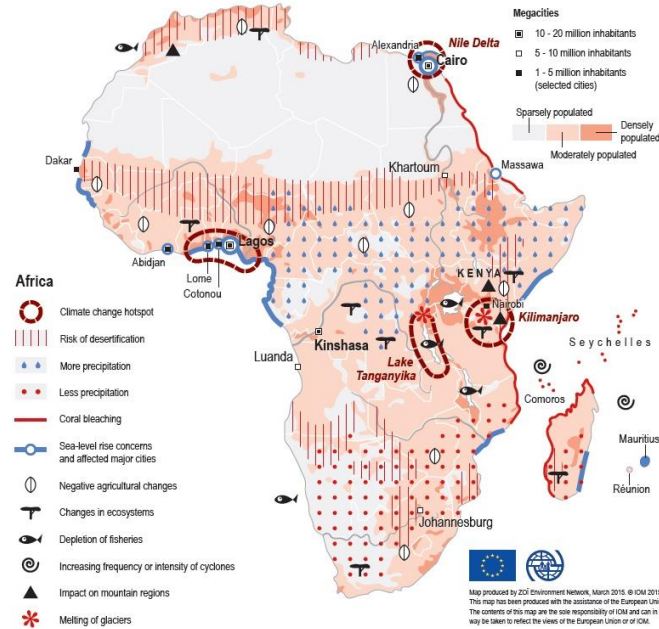 Megacities
10 - 20 million inhabitants
5 - 10 million inhabitants
1 - 5 million inhabitants
(selected cities)
Sparsely populated
Densely
populated
Moderately populated
Alexandria
Nile Delta
Cairo
Dakar
Khartoum
Massawa
Lagos
Abidjan
Lome
Cotonou
KENYA
Nairobi
Kilimanjaro
Kinshasa
Luanda
Lake
Tanganyika
Seychelles
Comoros
Mauritius
Réunion
Johannesburg
Africa
Climate change hotspot
Risk of desertification
More precipitation
Less precipitation
Coral bleaching
Sea-level rise concerns
and affected major cities
Negative agricultural changes
Changes in ecosystems
Depletion of fisheries
Increasing frequency or intensity of cyclones
Impact on mountain regions
Melting of glaciers
Map produced by ZOÏ Environment Network, March 2015. © IOM 2015
This map has been produced with the assistance of the European Unio
The contents of this map are the sole responsibility of IOM and can in
way be taken to reflect the views of the European Union or of IOM.